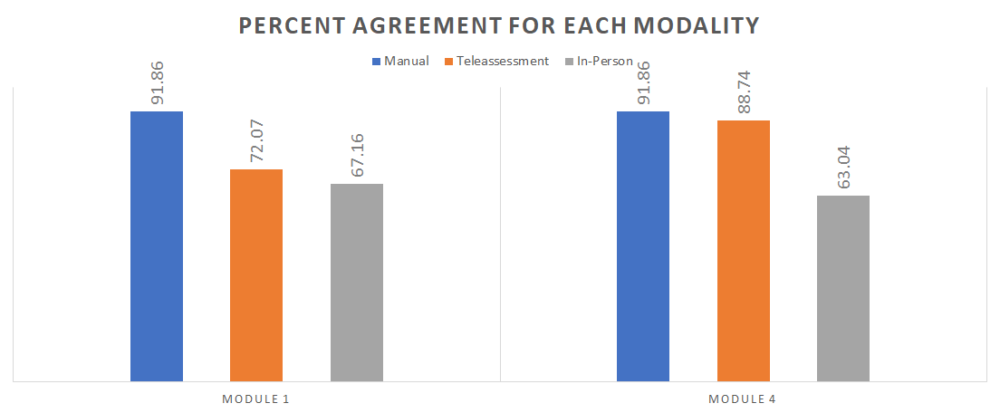 PERCENT AGREEMENT FOR EACH MODALITY
Manual Teleassessment In-Person
91.86
72.07
67.16
91.86
88.74
63.04
MODULE 1
MODULE 4